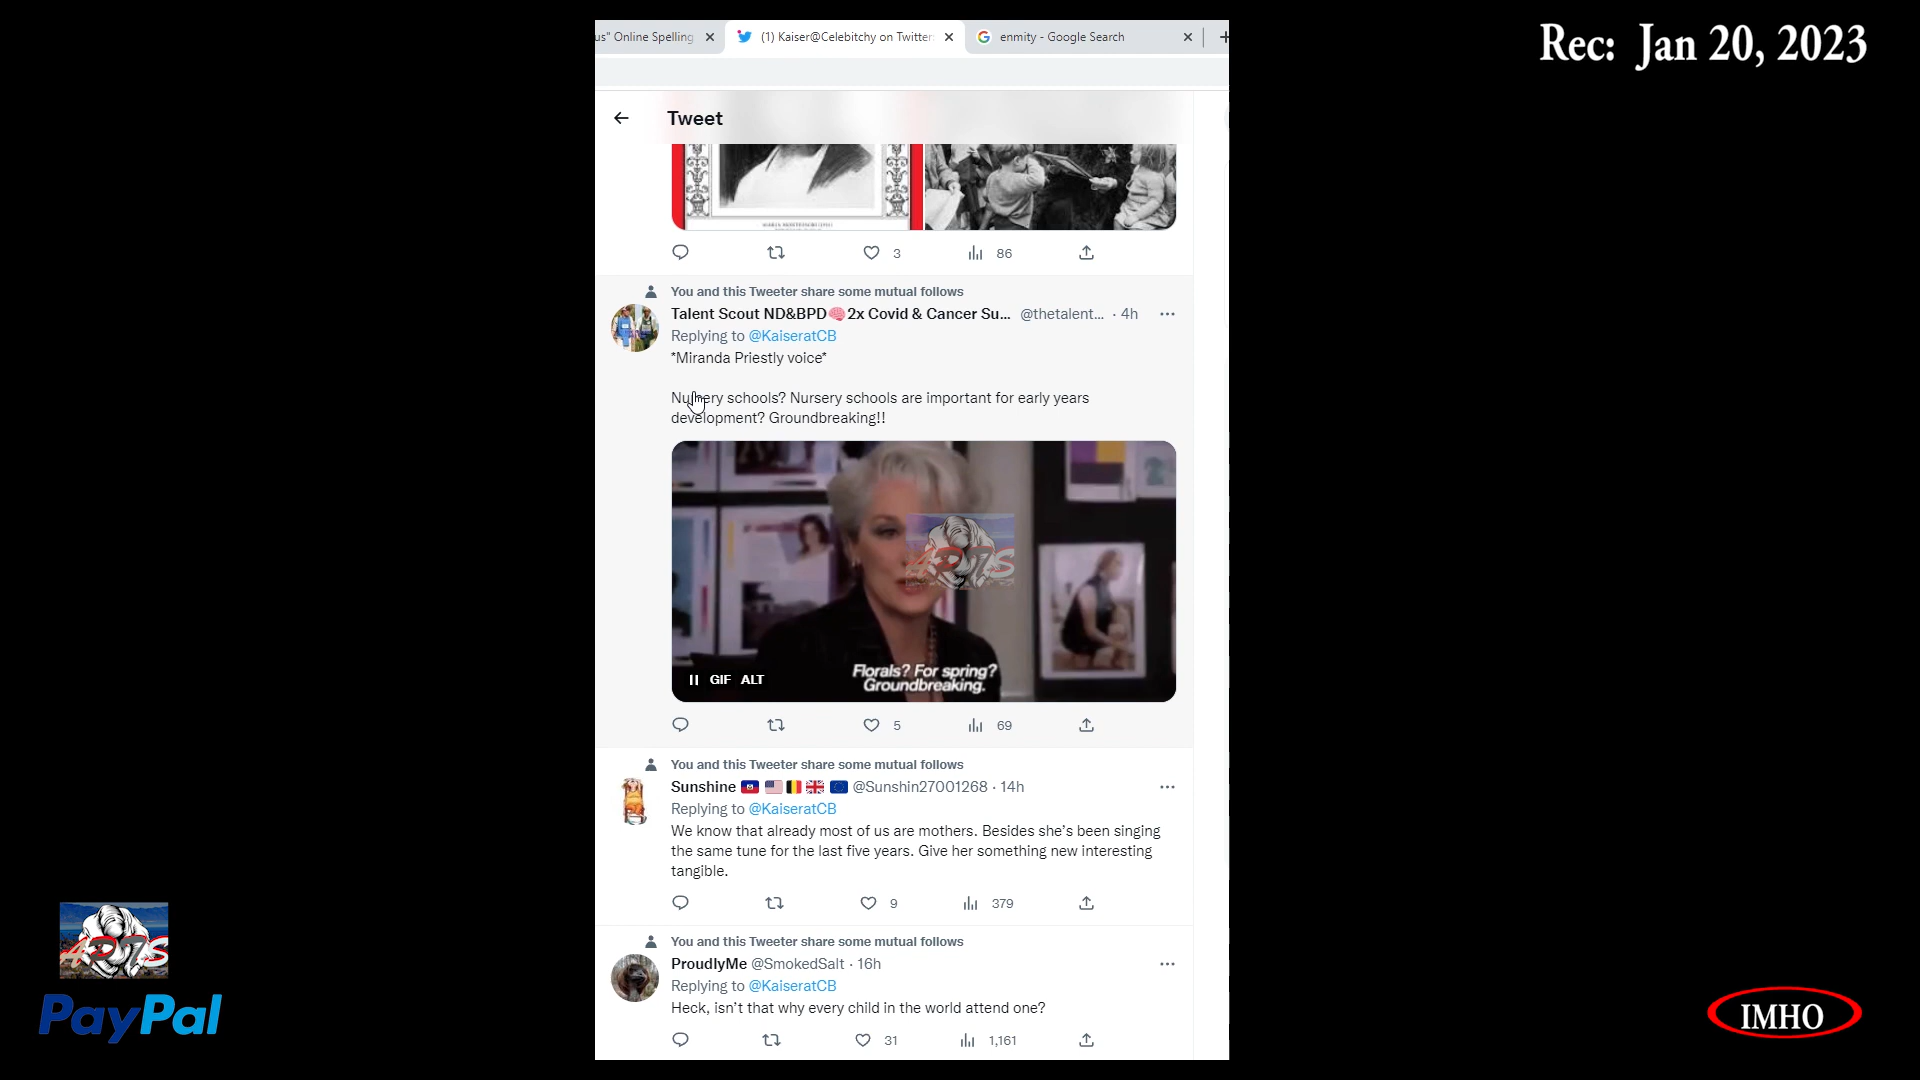 us" Online Spelling
(1) Kaiser@Celebitchy on Twitter:
enmity - Google Search
Rec: Jan 20, 2023
Tweet
3
86
You and this Tweeter share some mutual follows
Talent Scout ND&BPD🧠2x Covid & Cancer Su... @thetalent... · 4h
Replying to @KaiseratCB
*Miranda Priestly voice*
Nursery schools? Nursery schools are important for early years
development? Groundbreaking!!
APTS
Florals? For spring?
Groundbreaking.
GIF ALT
5
69
You and this Tweeter share some mutual follows
Sunshine 🇭🇹 🇺🇸 🇧🇪 🇬🇧 🇪🇺 @Sunshin27001268 · 14h
Replying to @KaiseratCB
We know that already most of us are mothers. Besides she's been singing
the same tune for the last five years. Give her something new interesting
tangible.
9
379
You and this Tweeter share some mutual follows
ProudlyMe @SmokedSalt · 16h
Replying to @KaiseratCB
Heck, isn't that why every child in the world attend one?
31
1,161
APTS
PayPal
IMHO